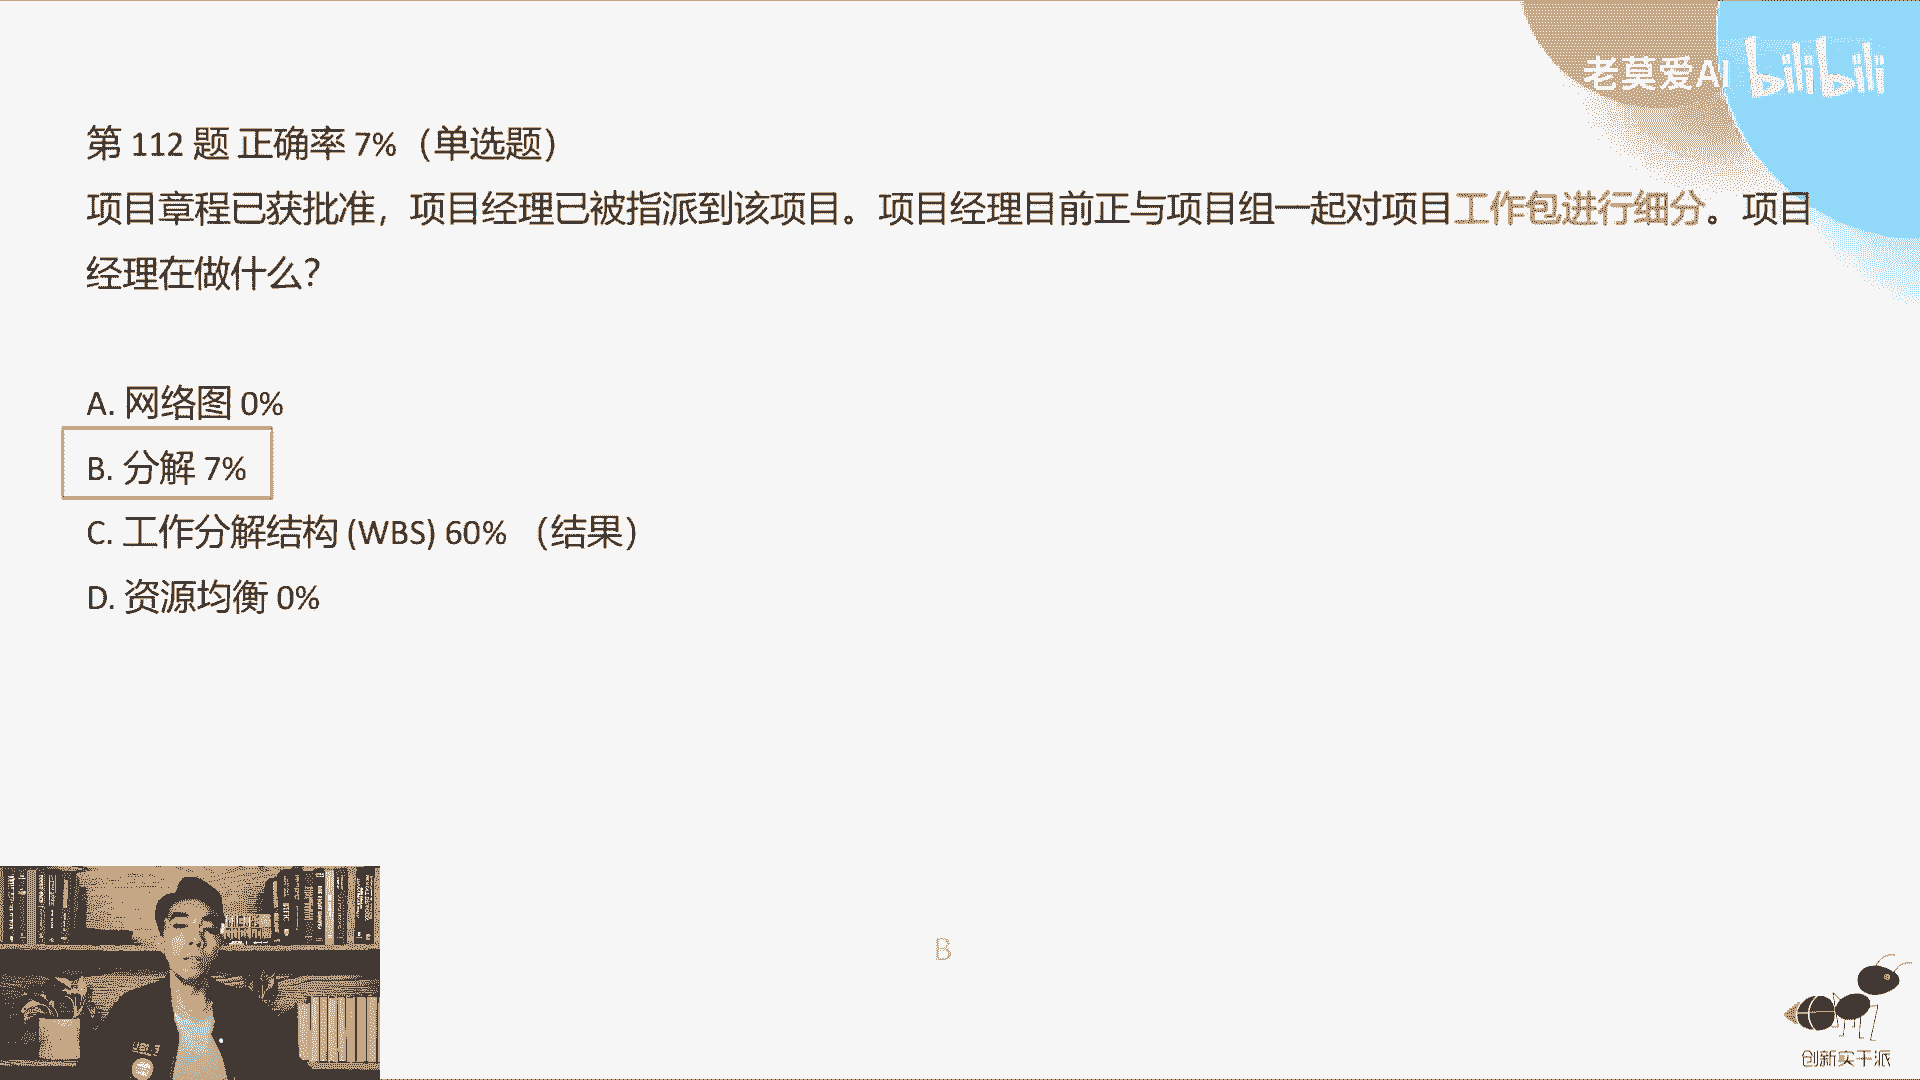 老莫爱AI bilibili
第 112 题 正确率 7%（单选题）
项目章程已获批准，项目经理已被指派到该项目。项目经理目前正与项目组一起对项目工作包进行细分。项目
经理在做什么？
A. 网络图 0%
B. 分解 7%
C. 工作分解结构 (WBS) 60% （结果）
D. 资源均衡 0%
B
创新实干派